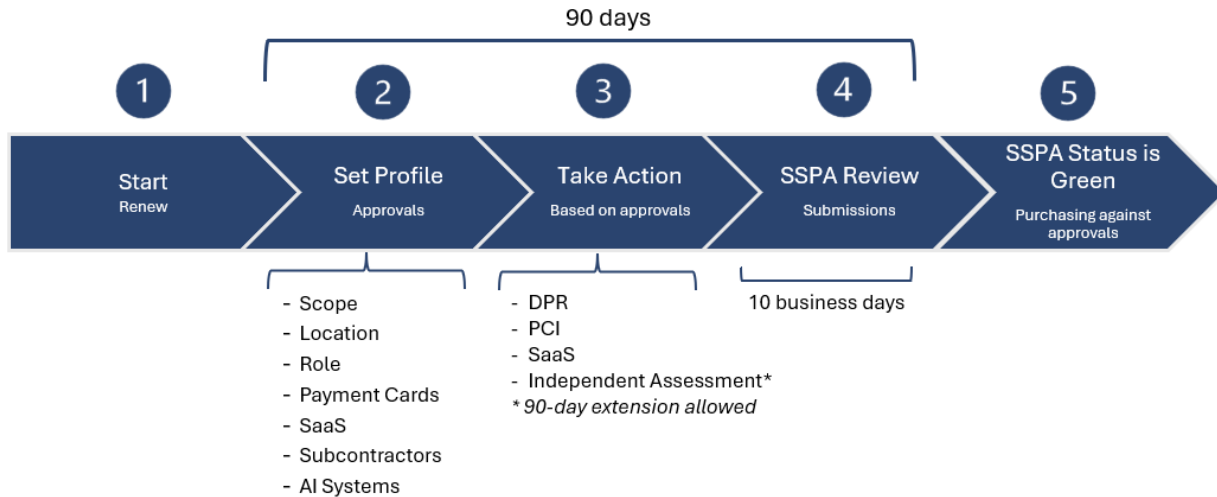 90 days
1
2
3
4
5
Start
Renew
Set Profile
Approvals
Take Action
Based on approvals
SSPA Review
Submissions
SSPA Status is
Green
Purchasing against
approvals
- Scope
- Location
- Role
- Payment Cards
- SaaS
- Subcontractors
- AI Systems
- DPR
- PCI
- SaaS
- Independent Assessment*
* 90-day extension allowed
10 business days